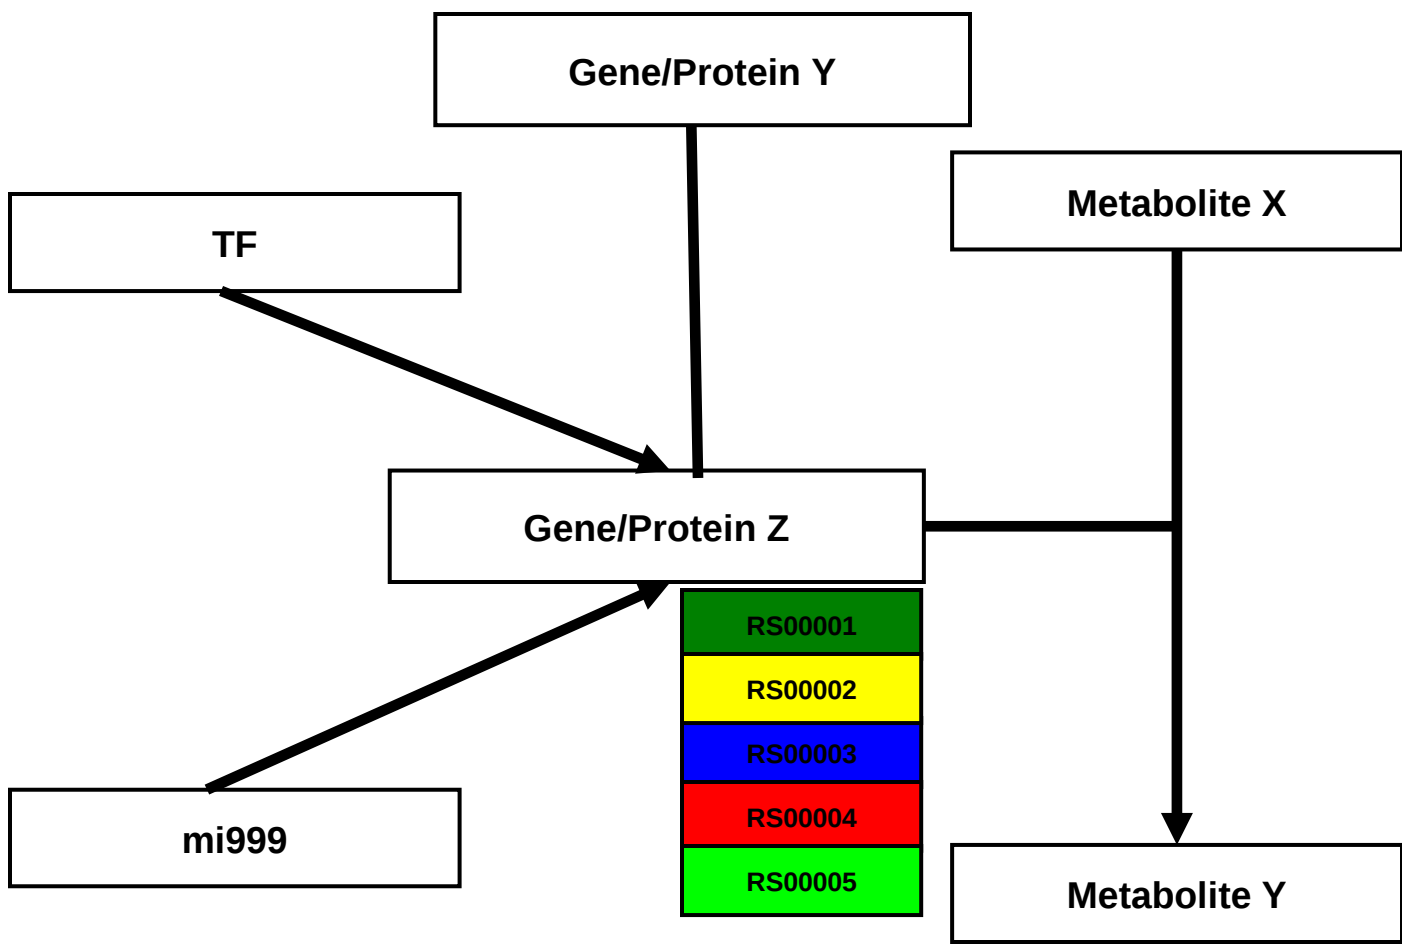 Gene/Protein Y
Metabolite X
TF
Gene/Protein Z
RS00001
RS00002
RS00003
RS00004
RS00005
mi999
Metabolite Y